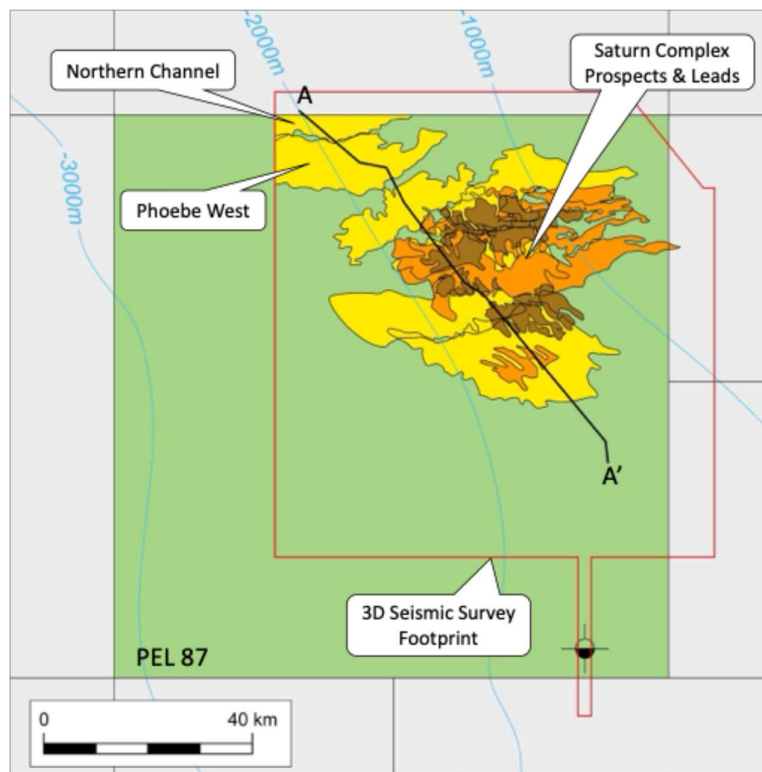 -2000m
-1000m
Saturn Complex
Prospects & Leads
Northern Channel
A
-3000m
Phoebe West
A'
3D Seismic Survey
Footprint
PEL 87
0
40 km